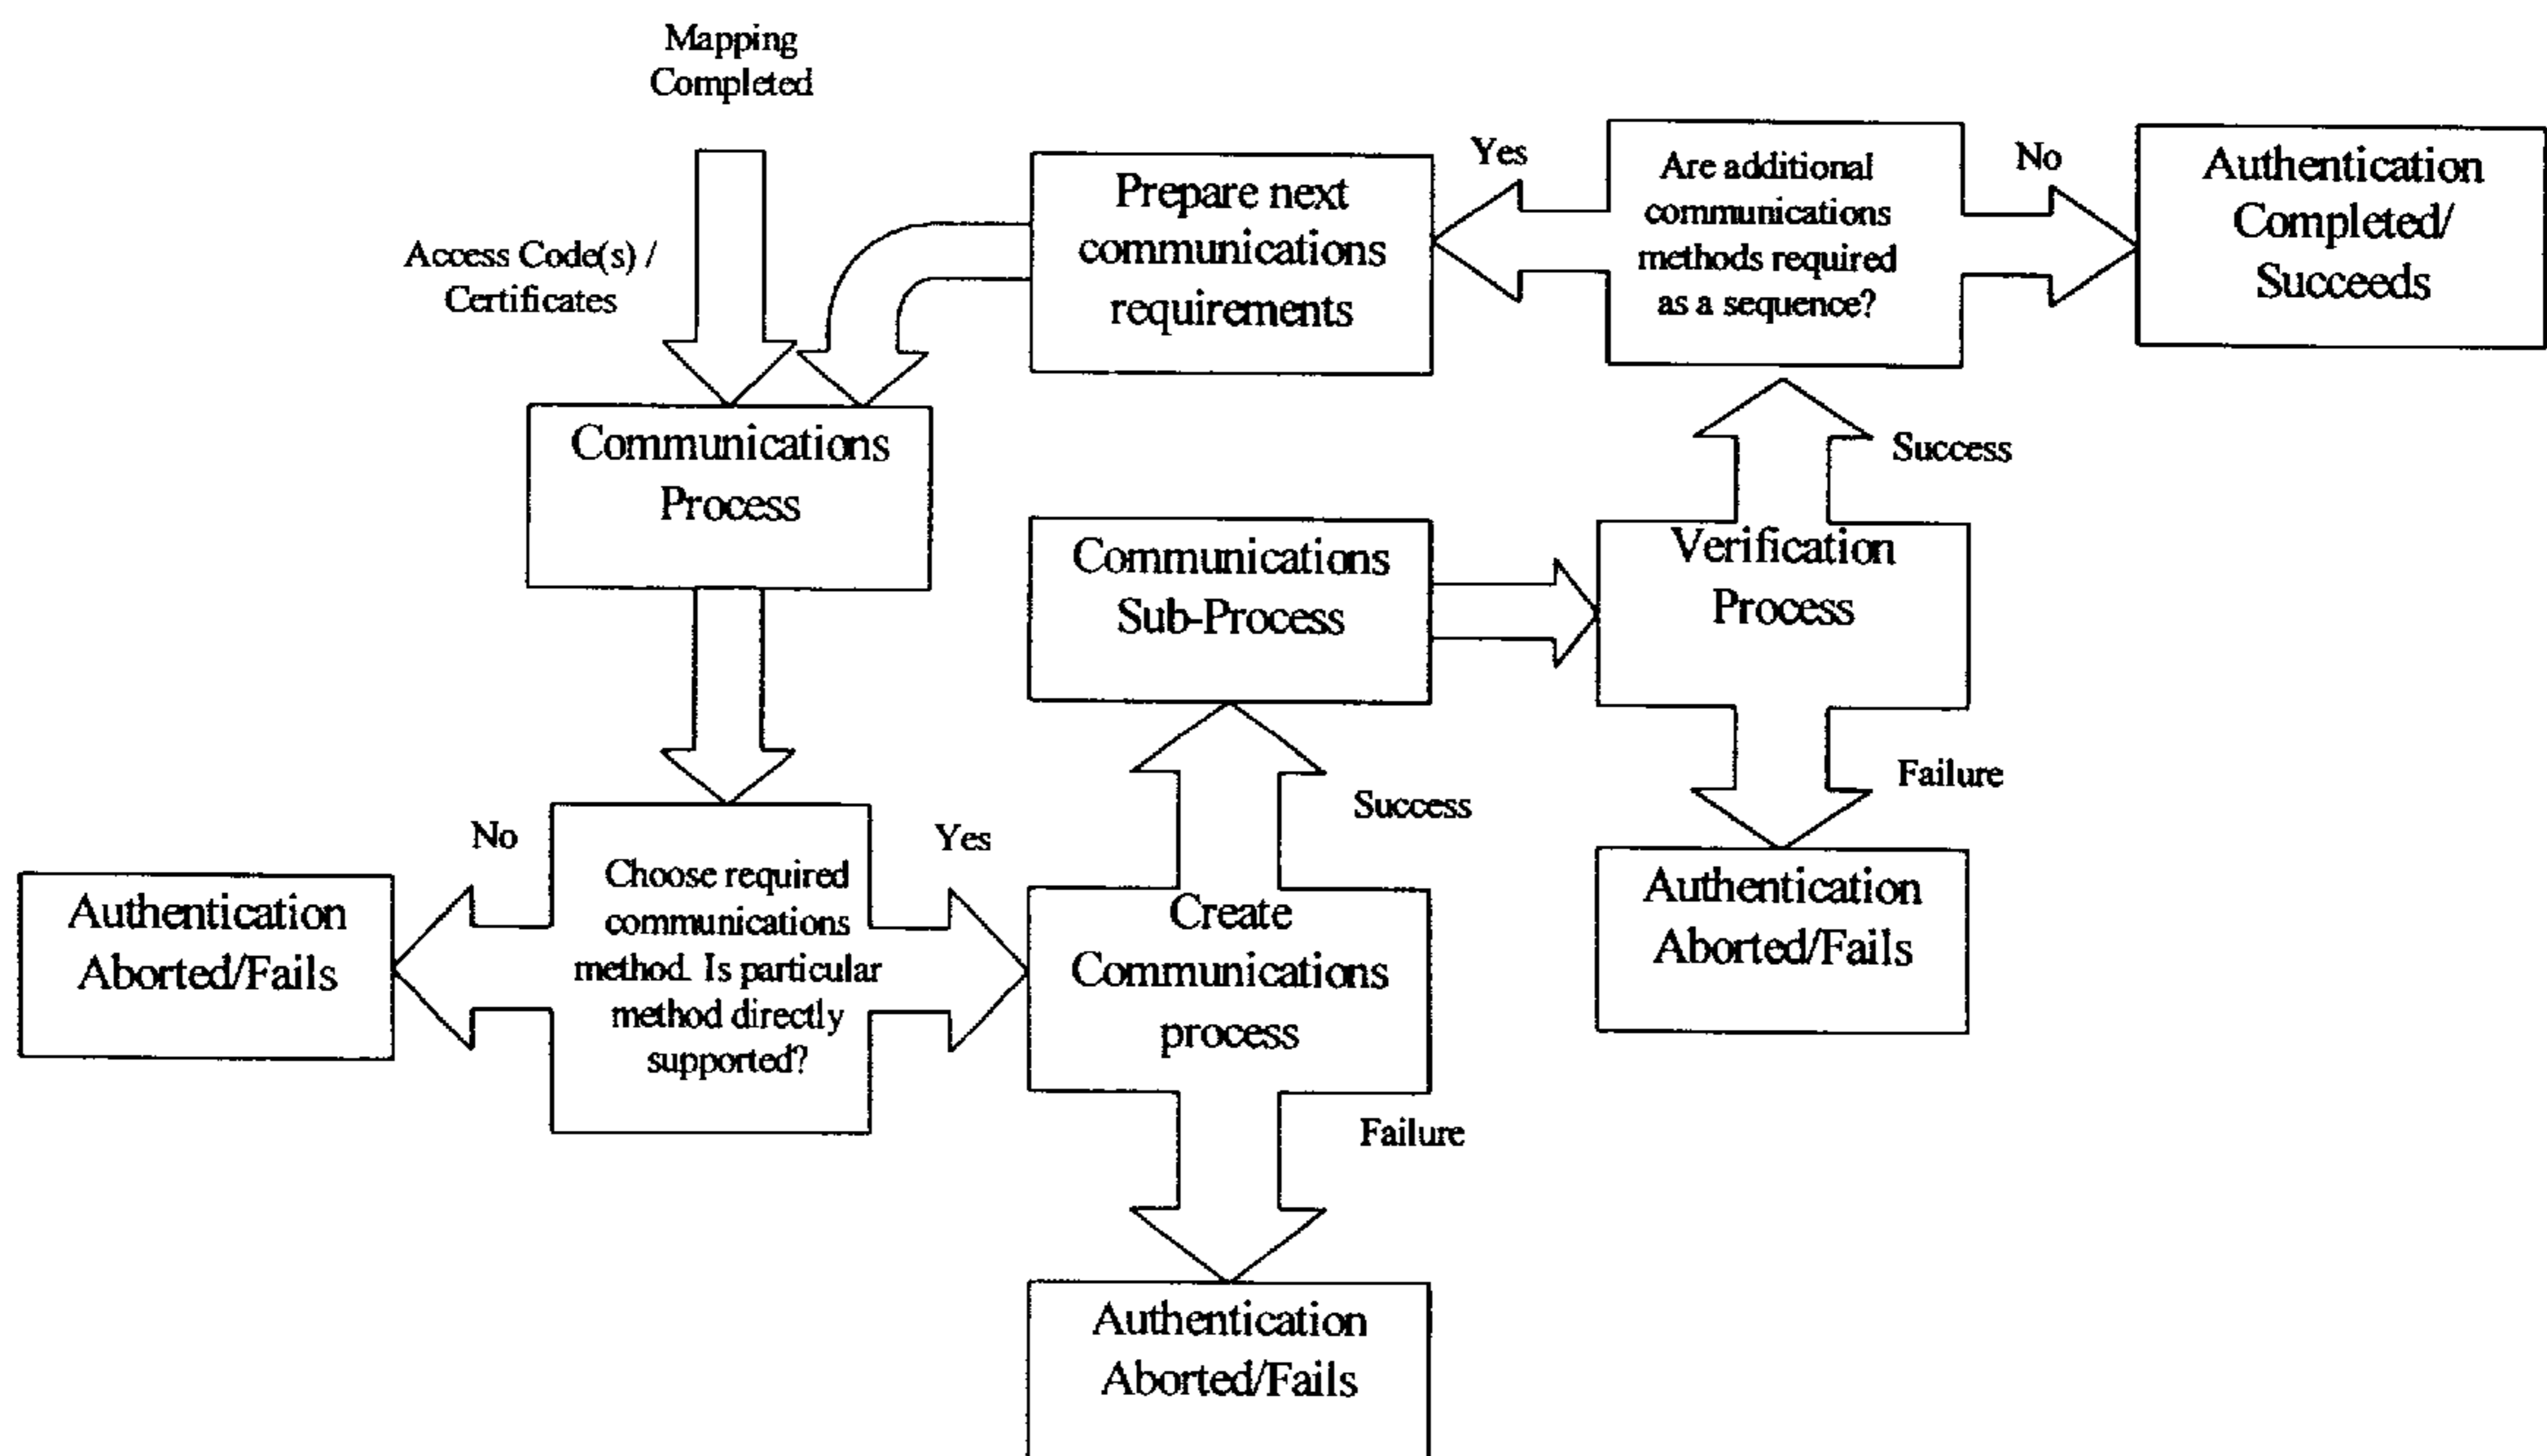 Mapping
Completed
Access Code(s) /
Certificates
Communications
Process
Prepare next
communications
requirements
Yes
Are additional
communications
methods required
as a sequence?
No
Authentication
Completed/
Succeeds
Success
Communications
Sub-Process
Verification
Process
Failure
Authentication
Aborted/Fails
No
Choose required
communications
method. Is particular
method directly
supported?
Yes
Authentication
Aborted/Fails
Success
Create
Communications
process
Failure
Authentication
Aborted/Fails